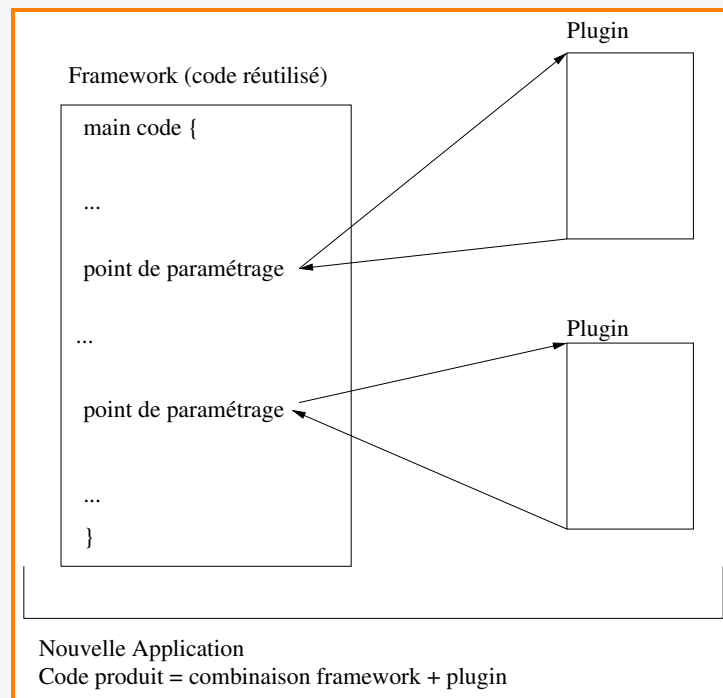 Plugin
Framework (code réutilisé)
main code {
...
point de paramétrage
...
Plugin
point de paramétrage
...
}
Nouvelle Application
Code produit = combinaison framework + plugin